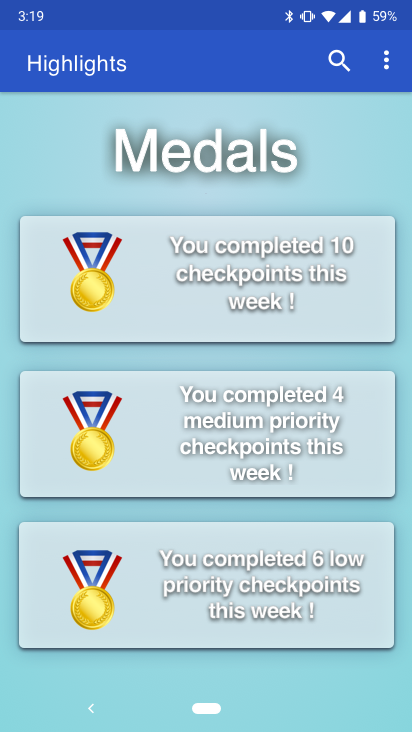 3:19
59%
Highlights
Medals
You completed 10
checkpoints this
week !
You completed 4
medium priority
checkpoints this
week !
You completed 6 low
priority checkpoints
this week !